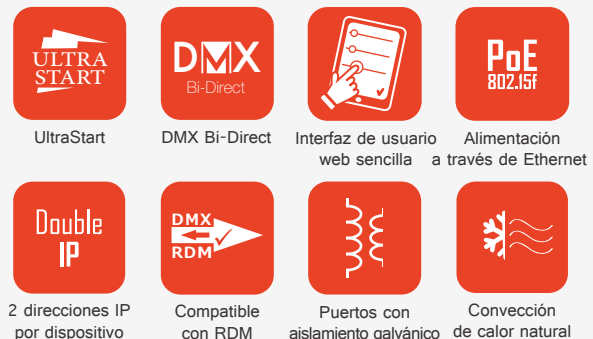 ULTRA
START
UltraStart
DMX
Bi-Direct
DMX Bi-Direct
Interfaz de usuario
web sencilla
PoE
802.15f
Alimentación
a través de Ethernet
Double
IP
2 direcciones IP
por dispositivo
DMX
RDM
Compatible
con RDM
Puertos con
aislamiento galvánico
Convección
de calor natural